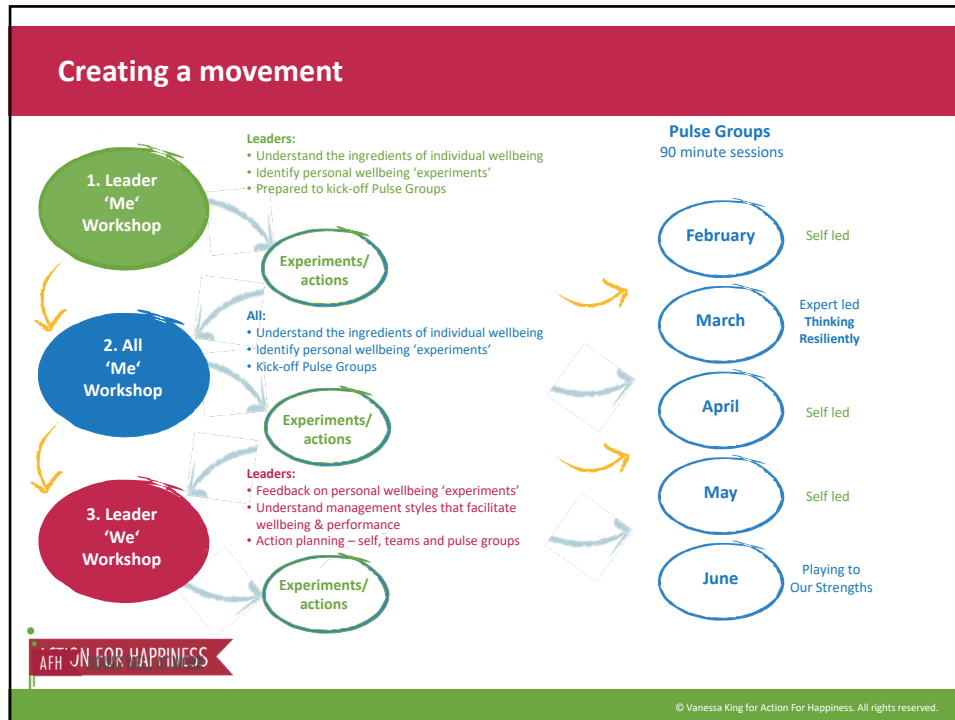 Creating a movement
1. Leader
‘Me‘
Workshop
Leaders:
• Understand the ingredients of individual wellbeing
• Identify personal wellbeing ‘experiments’
• Prepared to kick-off Pulse Groups
Experiments/
actions
2. All
‘Me‘
Workshop
All:
• Understand the ingredients of individual wellbeing
• Identify personal wellbeing ‘experiments’
• Kick-off Pulse Groups
Experiments/
actions
3. Leader
‘We‘
Workshop
Leaders:
• Feedback on personal wellbeing ‘experiments’
• Understand management styles that facilitate
wellbeing & performance
• Action planning – self, teams and pulse groups
Experiments/
actions
Pulse Groups
90 minute sessions
February
Self led
March
Expert led
Thinking
Resiliently
April
Self led
May
Self led
June
Playing to
Our Strengths
AFH
FOR HAPPINESS
© Vanessa King for Action For Happiness. All rights reserved.